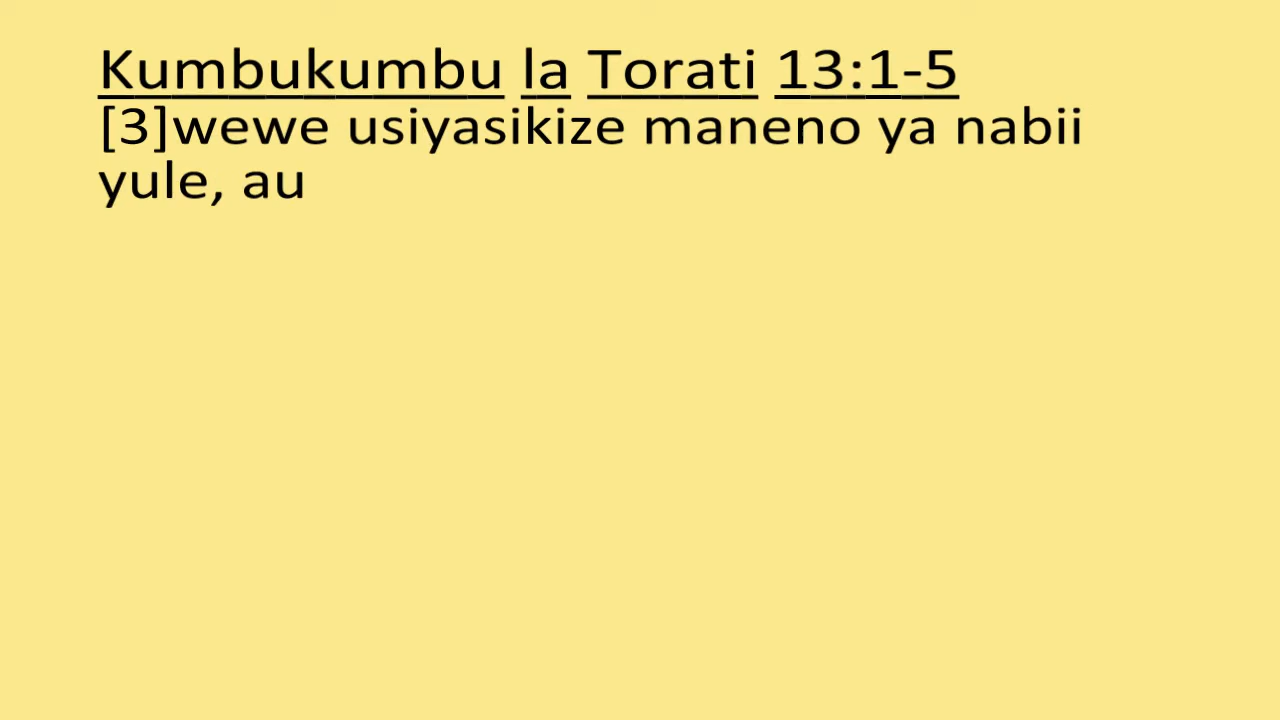 Kumbukumbu la Torati 13:1-5
[3]wewe usiyasikize maneno ya nabii
yule, au